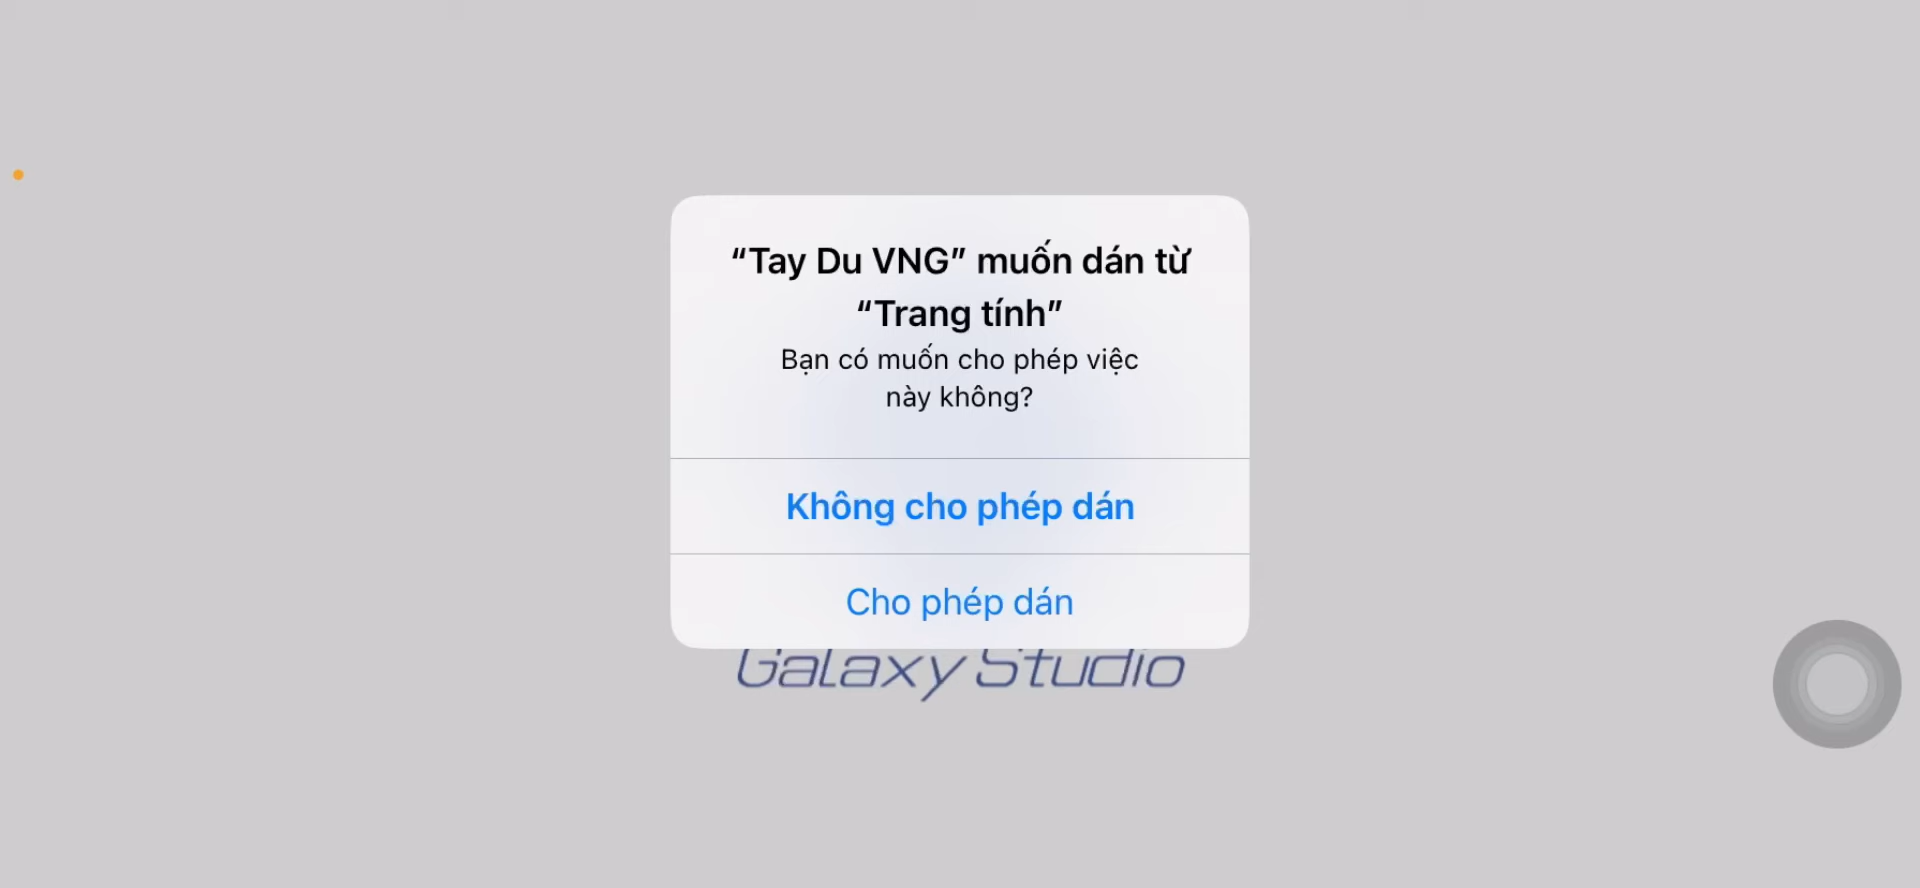 “Tay Du VNG” muốn dán từ
“Trang tính”
Bạn có muốn cho phép việc
này không?
Không cho phép dán
Cho phép dán
Galaxy Studio